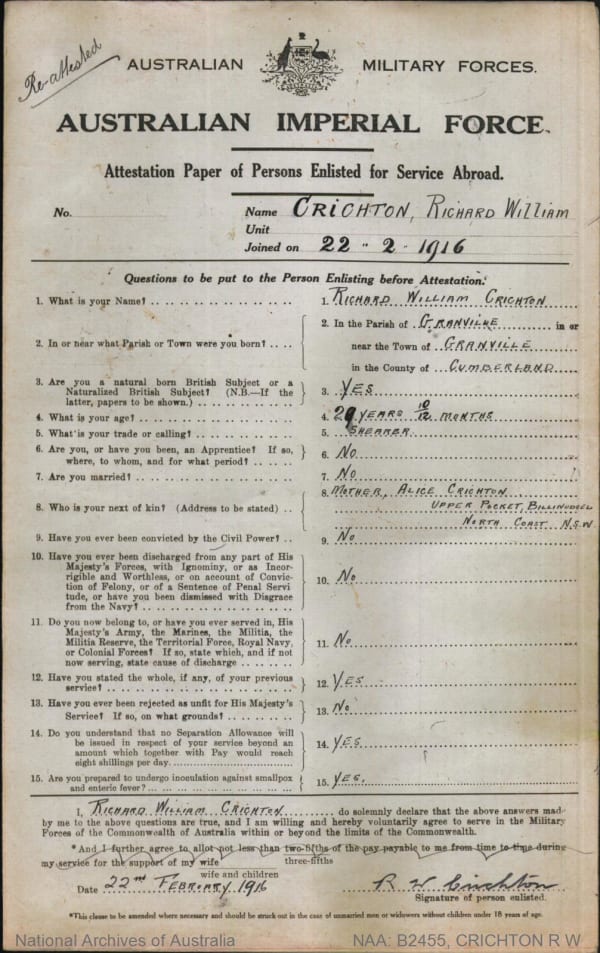 Re-attested
AUSTRALIAN MILITARY FORCES.
AUSTRALIAN IMPERIAL FORCE.
Attestation Paper of Persons Enlisted for Service Abroad.
No. Name CRICHTON, RICHARD WILLIAM
Unit
Joined on 22 " 2 - 1916
Questions to be put to the Person Enlisting before Attestation.
1. What is your Name? 1. RICHARD WILLIAM CRICHTON
2. In or near what Parish or Town were you born? 2. In the Parish of GRANVILLE in or
near the Town of GRANVILLE
in the County of CUMBERLAND
3. Are you a natural born British Subject or a
Naturalized British Subject? (N.B.—If the
latter, papers to be shown.) 3. YES
4. What is your age? 4. 29 YEARS 10/12 MONTHS
5. What is your trade or calling? 5. SHEARER
6. Are you, or have you been, an Apprentice? If so,
where, to whom, and for what period? 6. NO
7. Are you married? 7. NO
8. Who is your next of kin? (Address to be stated) 8. MOTHER, ALICE CRICHTON
UPPER POCKET, BILLINUDGEL
NORTH COAST N.S.W
9. Have you ever been convicted by the Civil Power? 9. NO
10. Have you ever been discharged from any part of His
Majesty's Forces, with Ignominy, or as Incor-
rigible and Worthless, or on account of Convic-
tion of Felony, or of a Sentence of Penal Servi
tude, or have you been dismissed with Disgrace
from the Navy? 10. NO
11. Do you now belong to, or have you ever served in, His
Majesty's Army, the Marines, the Militia, the
Militia Reserve, the Territorial Force, Royal Navy,
or Colonial Forces? If so, state which, and if not
now serving, state cause of discharge 11. NO
12. Have you stated the whole, if any, of your previous
service? 12. YES
13. Have you ever been rejected as unfit for His Majesty's
Service? If so, on what grounds? 13. NO
14. Do you understand that no Separation Allowance will
be issued in respect of your service beyond an
amount which together with Pay would reach
eight shillings per day. 14. YES
15. Are you prepared to undergo inoculation against smallpox
and enteric fever? 15. YES.
I, RICHARD WILLIAM CRICHTON do solemnly declare that the above answers made
by me to the above questions are true, and I am willing and hereby voluntarily agree to serve in the Military
Forces of the Commonwealth of Australia within or beyond the limits of the Commonwealth.
*And I further agree to allot not less than two-fifths of the pay payable to me from time to time during
three-fifths
my service for the support of my wife
wife and children
Date 22nd FEBRUARY 1916 R W Crichton
Signature of person enlisted.
*This clause to be amended where necessary and should be struck out in the case of unmarried men or widowers without children under 18 years of age.
National Archives of Australia NAA: B2455, CRICHTON R W